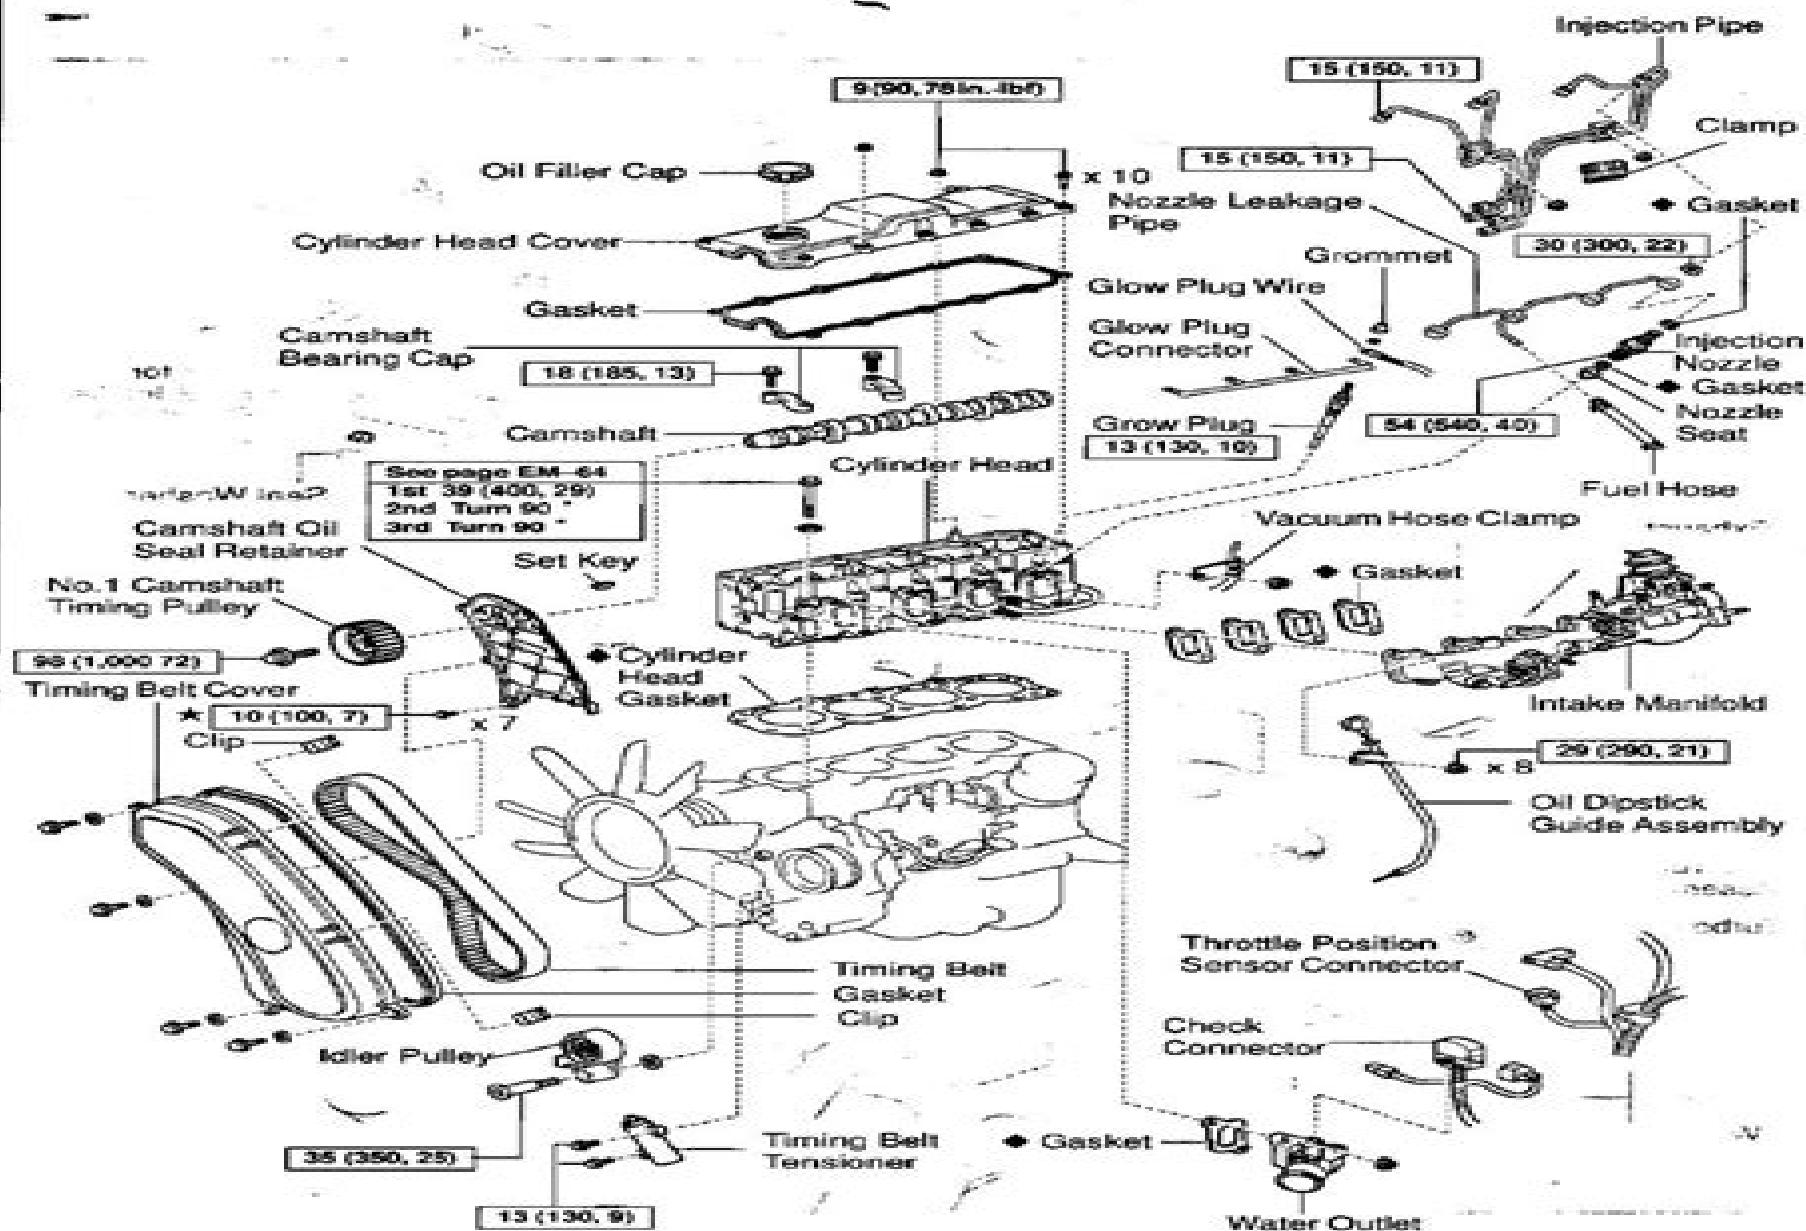 Injection Pipe
15 (150, 11)
9 (90, 78 in.-lbf)
Clamp
15 (150, 11)
Oil Filler Cap
x 10
Nozzle Leakage
Pipe
◆ Gasket
Cylinder Head Cover
30 (300, 22)
Grommet
Glow Plug Wire
Gasket
Glow Plug
Connector
Camshaft
Bearing Cap
Injection
Nozzle
18 (185, 13)
◆ Gasket
Nozzle
Seat
Grow Plug
13 (130, 10)
54 (540, 40)
Camshaft
Cylinder Head
See page EM-64
1st 39 (400, 29)
2nd Turn 90 °
3rd Turn 90 °
Fuel Hose
Camshaft Oil
Seal Retainer
Vacuum Hose Clamp
Set Key
◆ Gasket
No.1 Camshaft
Timing Pulley
98 (1,000 72)
◆ Cylinder
Head
Gasket
Timing Belt Cover
★ 10 (100, 7)
x 7
Intake Manifold
Clip
29 (290, 21)
x 8
Oil Dipstick
Guide Assembly
Throttle Position
Sensor Connector
Timing Belt
Gasket
Clip
Check
Connector
Idler Pulley
35 (350, 25)
Timing Belt
Tensioner
◆ Gasket
13 (130, 9)
Water Outlet